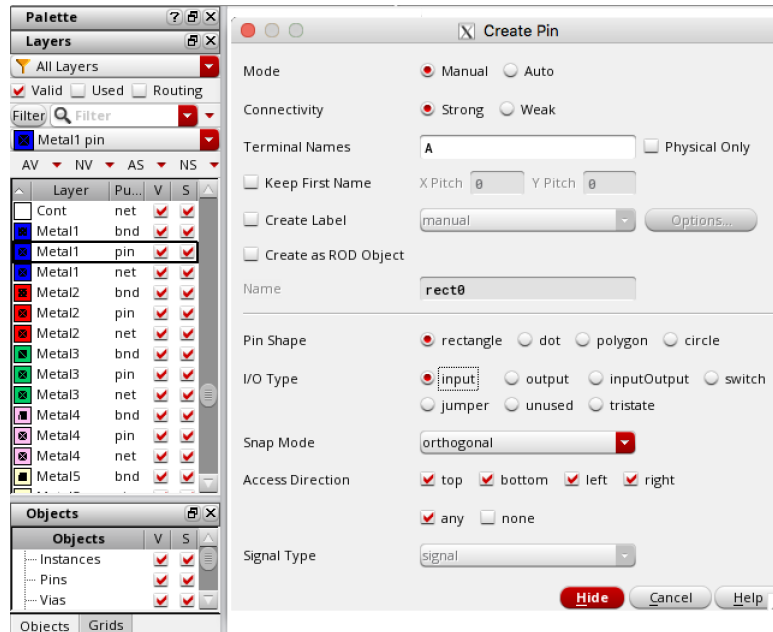 Palette
Layers
All Layers
Valid Used Routing
Filter Filter
Metal1 pin
AV NV AS NS
Layer Pu... V S
Cont net
Metal1 bnd
Metal1 pin
Metal1 net
Metal2 bnd
Metal2 pin
Metal2 net
Metal3 bnd
Metal3 pin
Metal3 net
Metal4 bnd
Metal4 pin
Metal4 net
Metal5 bnd
Objects
Objects V S
Instances
Pins
Vias
Objects Grids
Create Pin
Mode Manual Auto
Connectivity Strong Weak
Terminal Names A Physical Only
Keep First Name X Pitch 0 Y Pitch 0
Create Label manual Options...
Create as ROD Object
Name rect0
Pin Shape rectangle dot polygon circle
I/O Type input output inputOutput switch
jumper unused tristate
Snap Mode orthogonal
Access Direction top bottom left right
any none
Signal Type signal
Hide Cancel Help